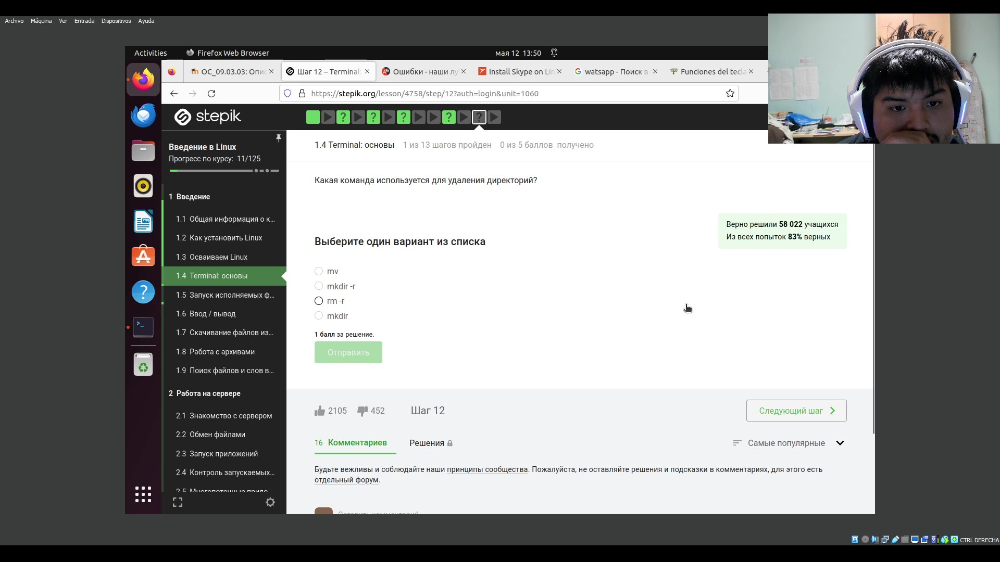 Archivo Máquina Ver Entrada Dispositivos Ayuda
Activities Firefox Web Browser мая 12 13:50
ОС_09.03.03: Опис Шаг 12 – Terminal: Ошибки - наши лу Install Skype on Lin watsapp - Поиск в Funciones del tecla
https://stepik.org/lesson/4758/step/12?auth=login&unit=1060
stepik
Введение в Linux
Прогресс по курсу: 11/125
1 Введение
1.1 Общая информация о к...
1.2 Как установить Linux
1.3 Осваиваем Linux
1.4 Terminal: основы
1.5 Запуск исполняемых ф...
1.6 Ввод / вывод
1.7 Скачивание файлов из...
1.8 Работа с архивами
1.9 Поиск файлов и слов в...
2 Работа на сервере
2.1 Знакомство с сервером
2.2 Обмен файлами
2.3 Запуск приложений
2.4 Контроль запускаемых...
1.4 Terminal: основы 1 из 13 шагов пройден 0 из 5 баллов получено
Какая команда используется для удаления директорий?
Верно решили 58 022 учащихся
Из всех попыток 83% верных
Выберите один вариант из списка
mv
mkdir -r
rm -r
mkdir
1 балл за решение.
Отправить
2105 452 Шаг 12 Следующий шаг
16 Комментариев Решения Самые популярные
Будьте вежливы и соблюдайте наши принципы сообщества. Пожалуйста, не оставляйте решения и подсказки в комментариях, для этого есть
отдельный форум.
CTRL DERECHA